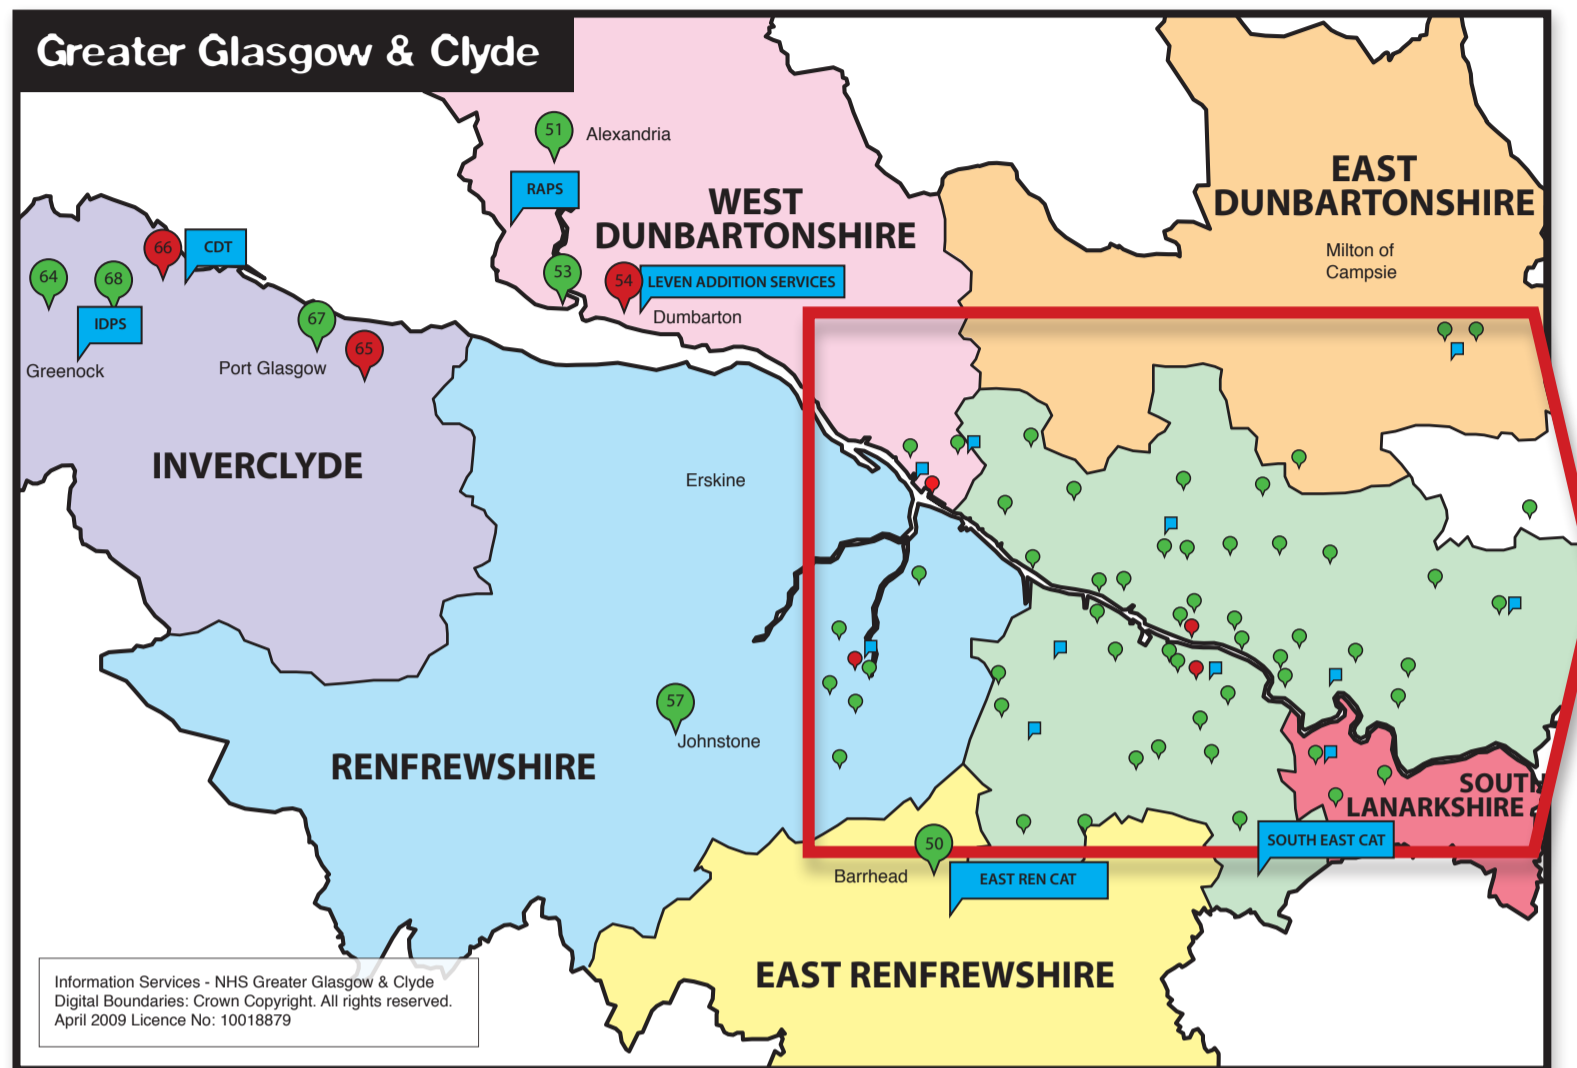 Greater Glasgow & Clyde
51
Alexandria
RAPS
WEST
DUNBARTONSHIRE
EAST
DUNBARTONSHIRE
Milton of
Campsie
66
CDT
64
68
53
54
LEVEN ADDITION SERVICES
Dumbarton
IDPS
67
65
Greenock
Port Glasgow
INVERCLYDE
Erskine
57
Johnstone
RENFREWSHIRE
SOUTH
LANARKSHIRE
50
SOUTH EAST CAT
Barrhead
EAST REN CAT
EAST RENFREWSHIRE
Information Services - NHS Greater Glasgow & Clyde
Digital Boundaries: Crown Copyright. All rights reserved.
April 2009 Licence No: 10018879